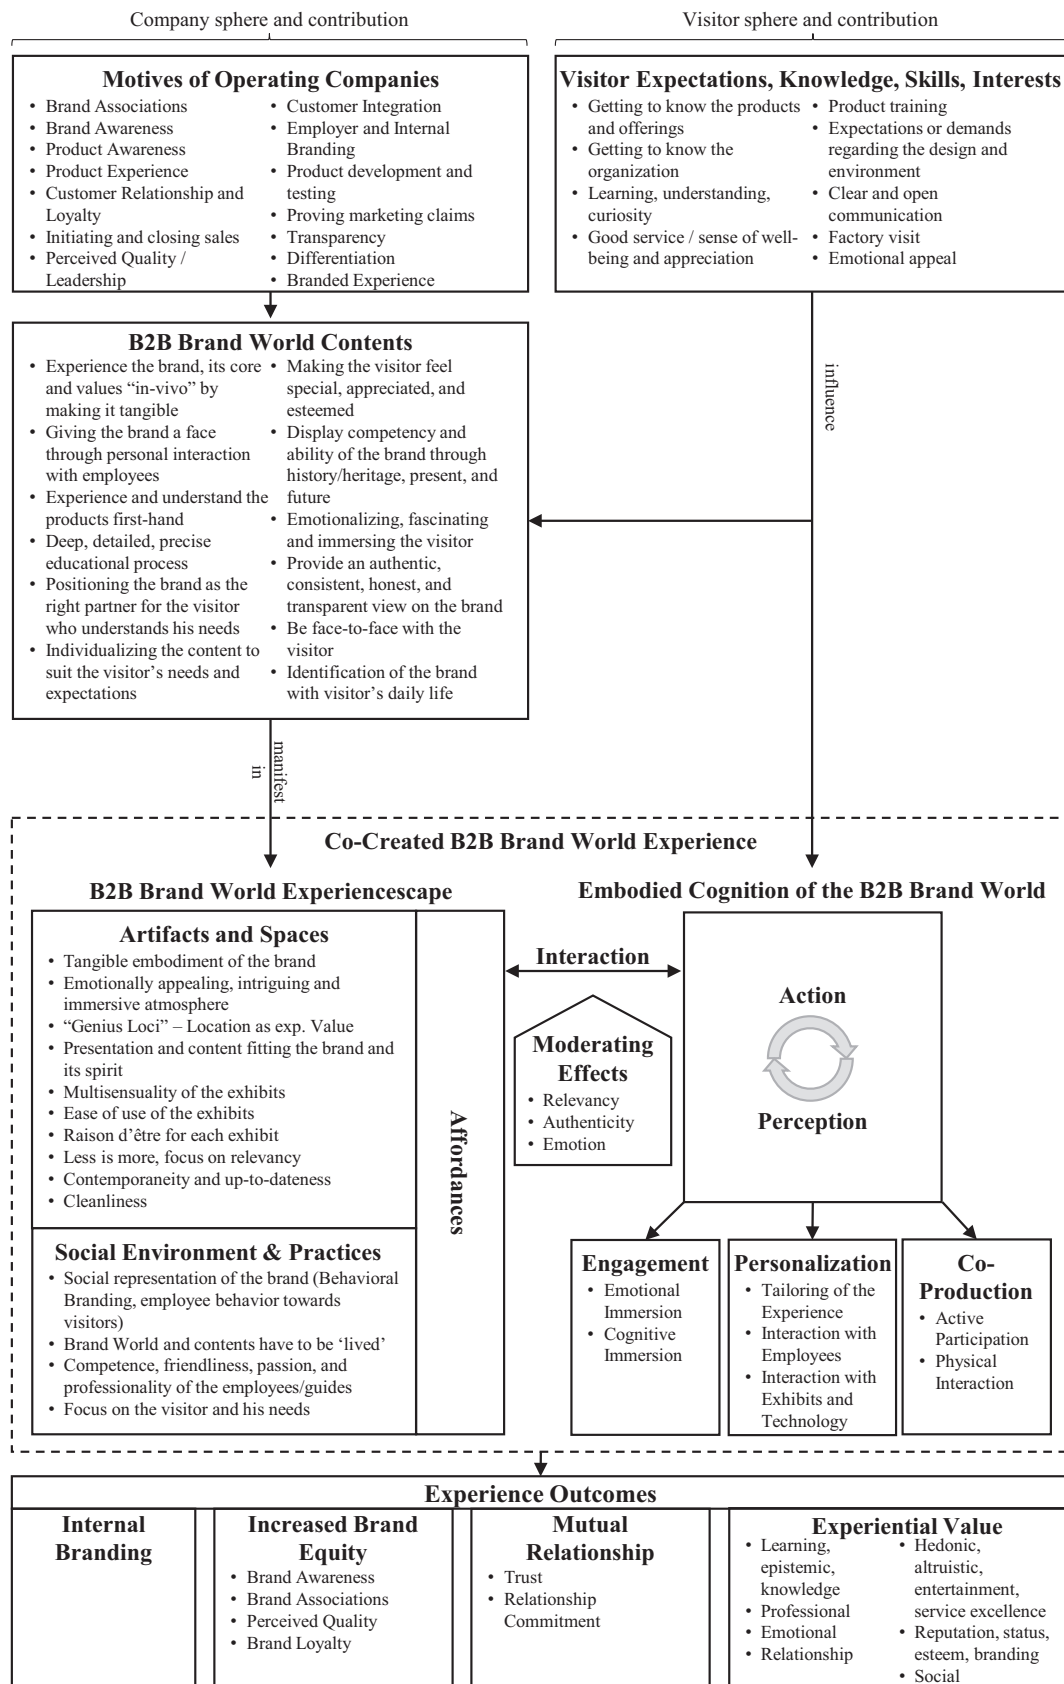 Company sphere and contribution
Visitor sphere and contribution
Motives of Operating Companies
• Brand Associations
• Brand Awareness
• Product Awareness
• Product Experience
• Customer Relationship and
Loyalty
• Initiating and closing sales
• Perceived Quality /
Leadership
• Customer Integration
• Employer and Internal
Branding
• Product development and
testing
• Proving marketing claims
• Transparency
• Differentiation
• Branded Experience
Visitor Expectations, Knowledge, Skills, Interests
• Getting to know the products
and offerings
• Getting to know the
organization
• Learning, understanding,
curiosity
• Good service / sense of well-
being and appreciation
• Product training
• Expectations or demands
regarding the design and
environment
• Clear and open
communication
• Factory visit
• Emotional appeal
B2B Brand World Contents
• Experience the brand, its core
and values “in-vivo” by
making it tangible
• Giving the brand a face
through personal interaction
with employees
• Experience and understand the
products first-hand
• Deep, detailed, precise
educational process
• Positioning the brand as the
right partner for the visitor
who understands his needs
• Individualizing the content to
suit the visitor’s needs and
expectations
• Making the visitor feel
special, appreciated, and
esteemed
• Display competency and
ability of the brand through
history/heritage, present, and
future
• Emotionalizing, fascinating
and immersing the visitor
• Provide an authentic,
consistent, honest, and
transparent view on the brand
• Be face-to-face with the
visitor
• Identification of the brand
with visitor’s daily life
influence
manifest
in
Co-Created B2B Brand World Experience
B2B Brand World Experiencescape
Embodied Cognition of the B2B Brand World
Artifacts and Spaces
• Tangible embodiment of the brand
• Emotionally appealing, intriguing and
immersive atmosphere
• “Genius Loci” – Location as exp. Value
• Presentation and content fitting the brand and
its spirit
• Multisensuality of the exhibits
• Ease of use of the exhibits
• Raison d’être for each exhibit
• Less is more, focus on relevancy
• Contemporaneity and up-to-dateness
• Cleanliness
Social Environment & Practices
• Social representation of the brand (Behavioral
Branding, employee behavior towards
visitors)
• Brand World and contents have to be ‘lived’
• Competence, friendliness, passion, and
professionality of the employees/guides
• Focus on the visitor and his needs
Affordances
Interaction
Moderating
Effects
• Relevancy
• Authenticity
• Emotion
Action
Perception
Engagement
• Emotional
Immersion
• Cognitive
Immersion
Personalization
• Tailoring of the
Experience
• Interaction with
Employees
• Interaction with
Exhibits and
Technology
Co-
Production
• Active
Participation
• Physical
Interaction
Experience Outcomes
Internal
Branding
Increased Brand
Equity
• Brand Awareness
• Brand Associations
• Perceived Quality
• Brand Loyalty
Mutual
Relationship
• Trust
• Relationship
Commitment
Experiential Value
• Learning,
epistemic,
knowledge
• Professional
• Emotional
• Relationship
• Hedonic,
altruistic,
entertainment,
service excellence
• Reputation, status,
esteem, branding
• Social